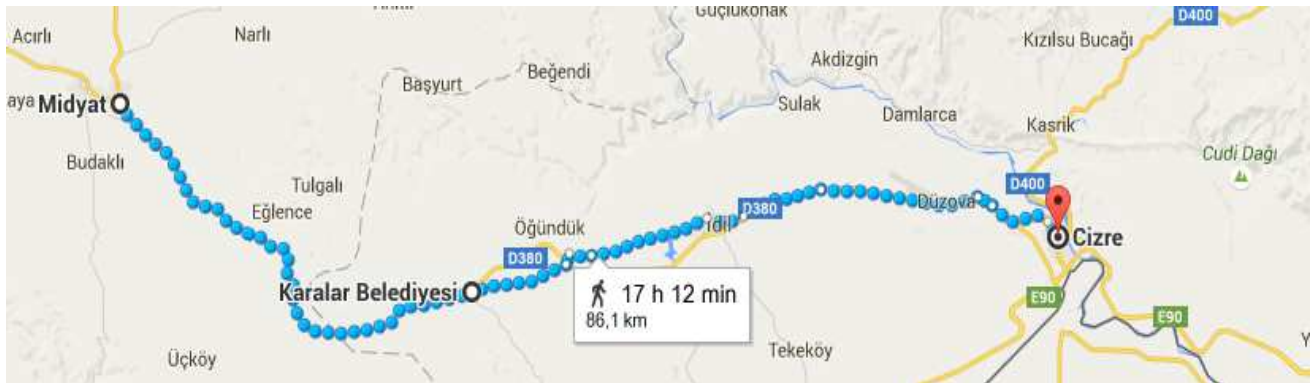 Güçlükonak
D400
Acırlı
Narlı
Kızılsu Bucağı
Akdizgin
Beğendi
Başyurt
aya
Midyat
Sulak
Damlarca
Kasrik
Budaklı
Cudi Dağı
Tulgalı
D400
Düzova
Eğlence
D380
Öğündük
İdil
Cizre
D380
Karalar Belediyesi
17 h 12 min
86,1 km
E90
E90
Üçköy
Tekeköy
Y